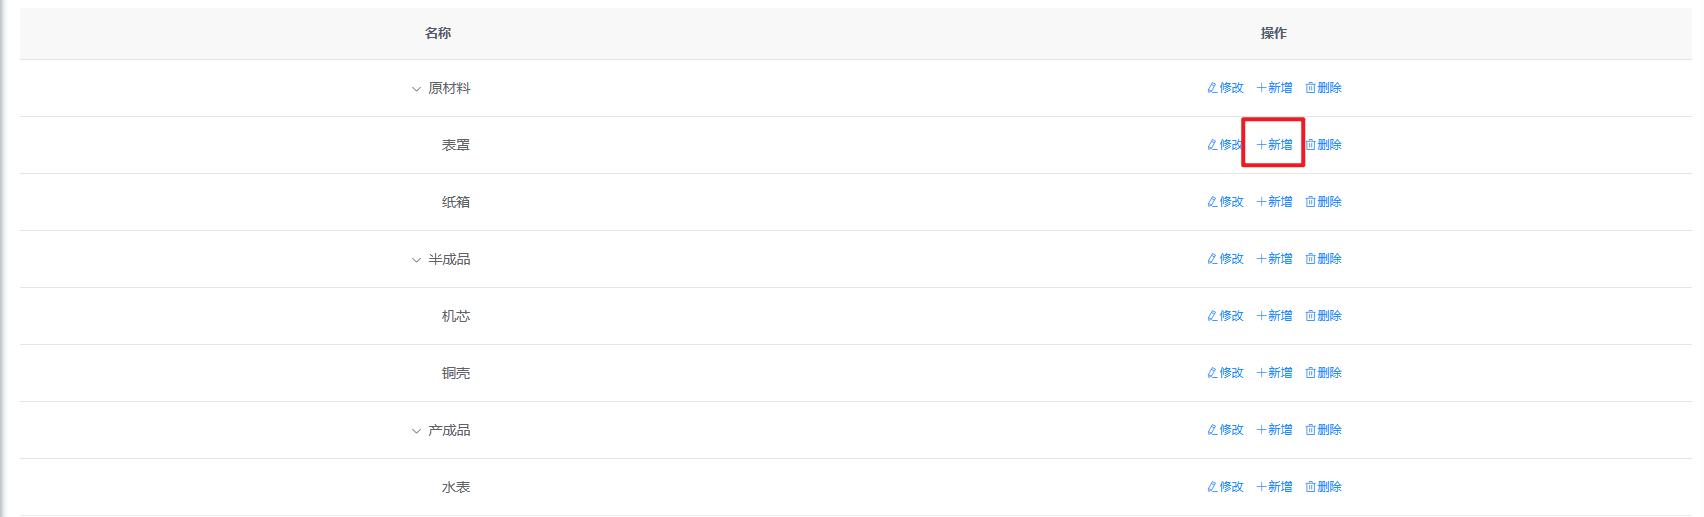 名称 操作
原材料 修改 新增 删除
表罩 修改 新增 删除
纸箱 修改 新增 删除
半成品 修改 新增 删除
机芯 修改 新增 删除
铜壳 修改 新增 删除
产成品 修改 新增 删除
水表 修改 新增 删除